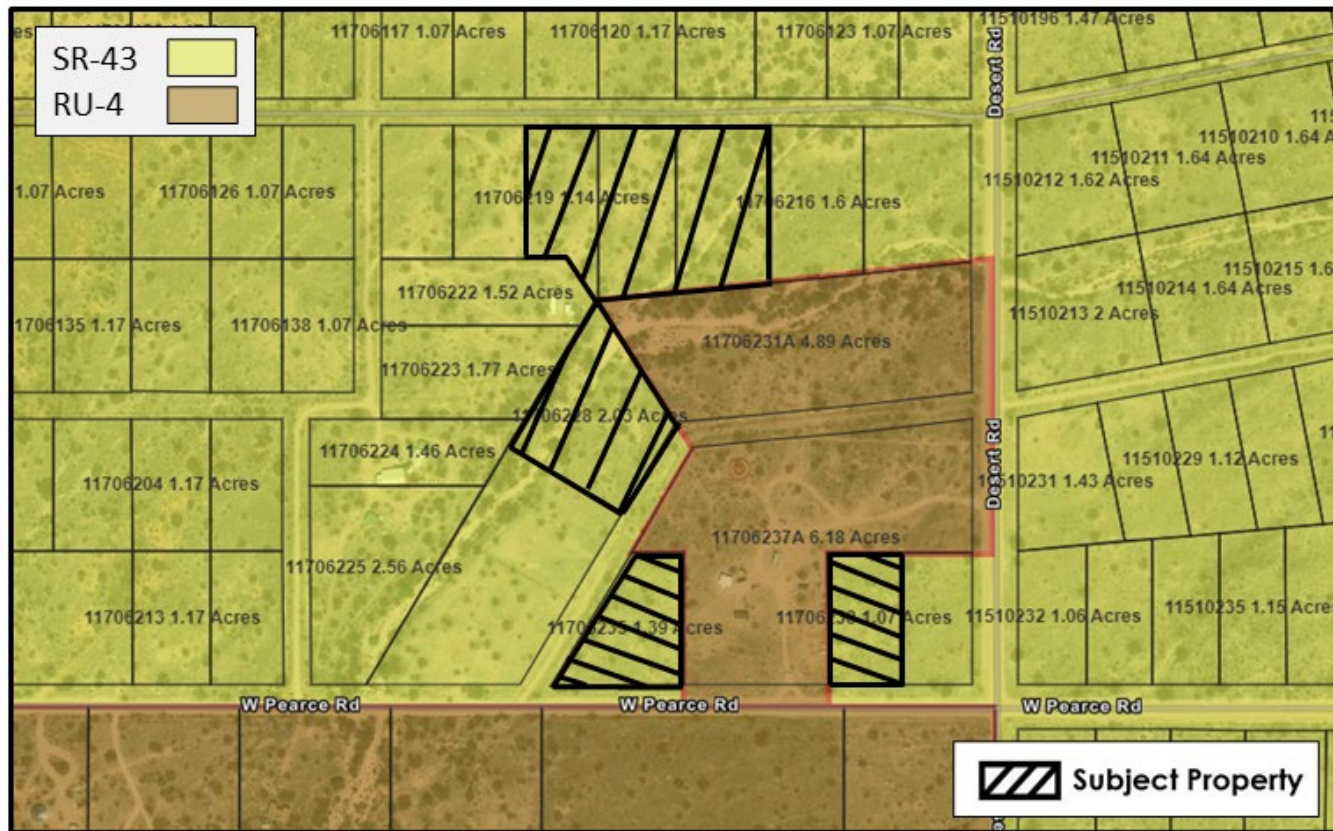 11706117 1.07 Acres
11706120 1.17 Acres
11706123 1.07 Acres
11510196 1.47 Acres
SR-43
RU-4
Desert Rd
11510210 1.64 A
11510211 1.64 Acres
11510212 1.62 Acres
1.07 Acres
11706126 1.07 Acres
11706219 1.14 Acres
11706216 1.6 Acres
11510215 1.6
11510214 1.64 Acres
11510213 2 Acres
11706222 1.52 Acres
1706135 1.17 Acres
11706138 1.07 Acres
11706231A 4.89 Acres
11706223 1.77 Acres
11706228 2.03 Acres
11706224 1.46 Acres
Desert Rd
11510229 1.12 Acres
11510231 1.43 Acres
11706204 1.17 Acres
11706237A 6.18 Acres
11706225 2.56 Acres
11706213 1.17 Acres
11706235 1.39 Acres
1.07 Acres
11510232 1.06 Acres
11510235 1.15 Acres
W Pearce Rd
W Pearce Rd
W Pearce Rd
Subject Property